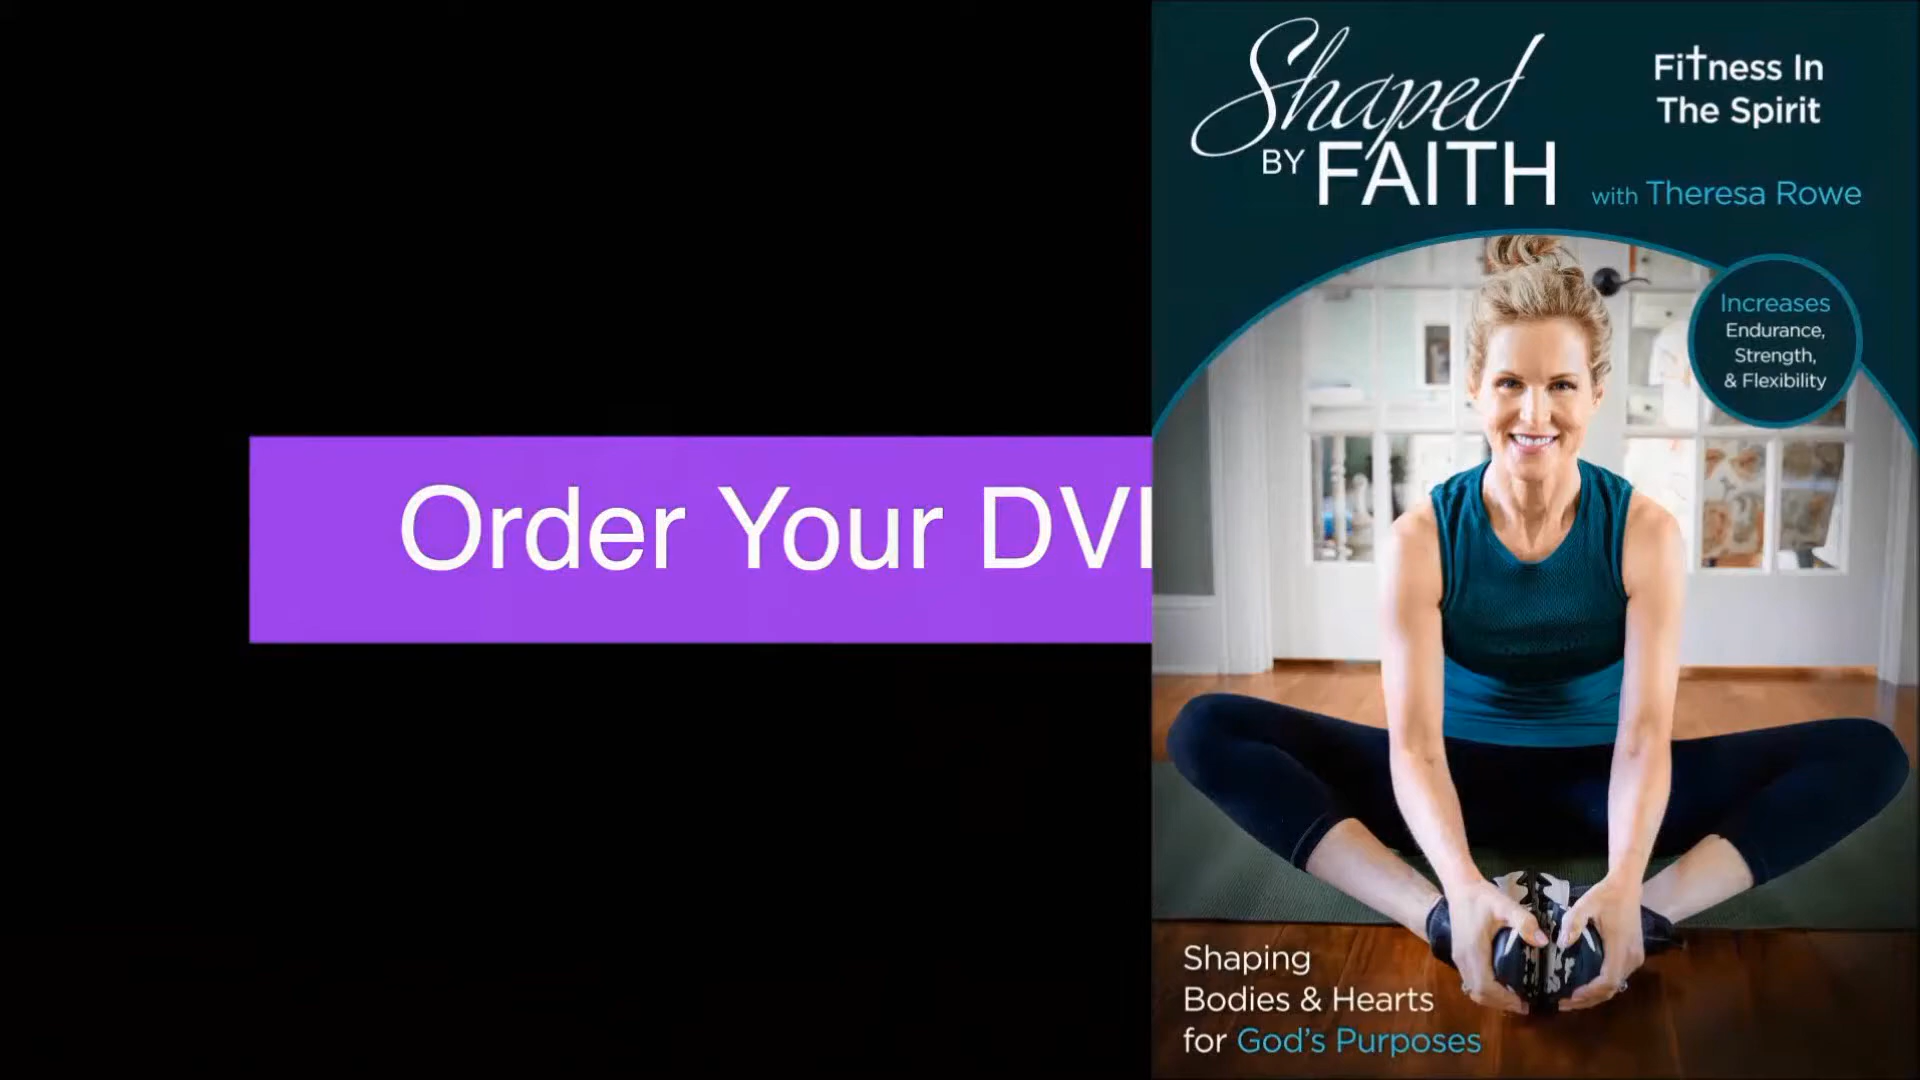 Order Your
Shaped
BY FAITH
with Theresa Rowe
Fitness In
The Spirit
Increases
Endurance,
Strength,
& Flexibility
Shaping
Bodies & Hearts
for God's Purposes